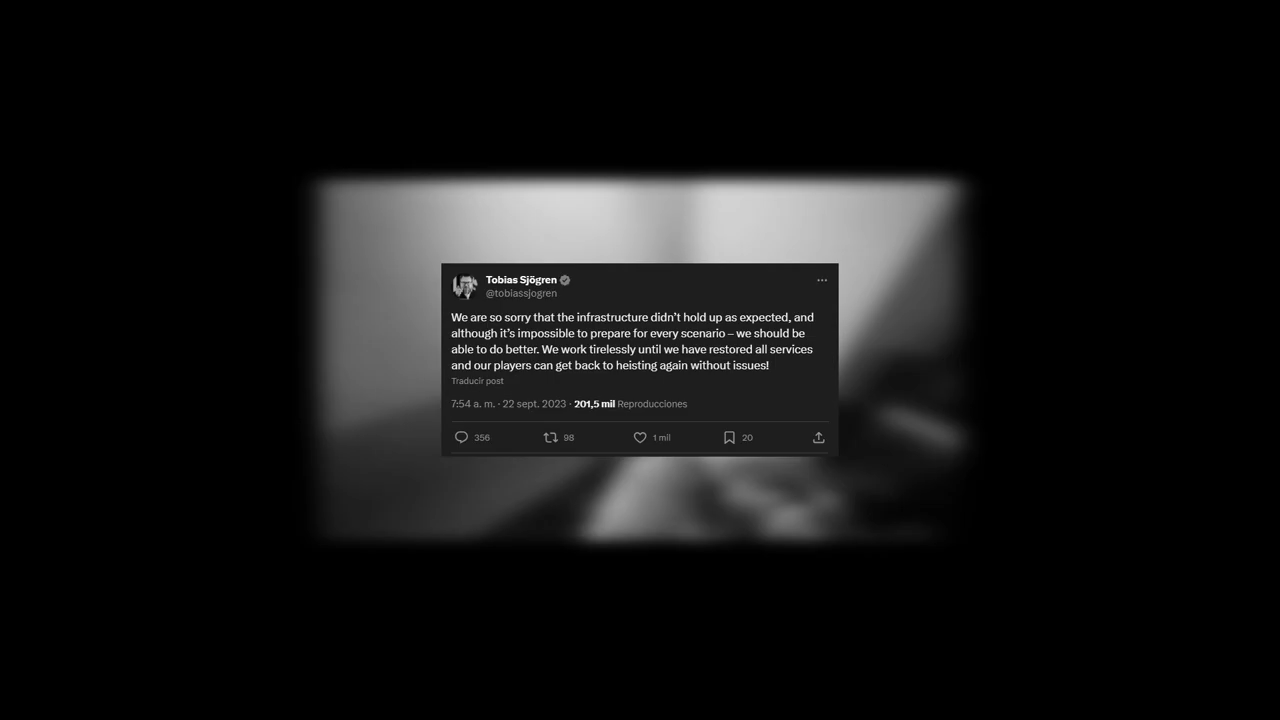 Tobias Sjögren
@tobiassjogren
We are so sorry that the infrastructure didn't hold up as expected, and
although it's impossible to prepare for every scenario – we should be
able to do better. We work tirelessly until we have restored all services
and our players can get back to heisting again without issues!
Traducir post
7:54 a. m. · 22 sept. 2023 · 201,5 mil Reproducciones
356 98 1 mil 20